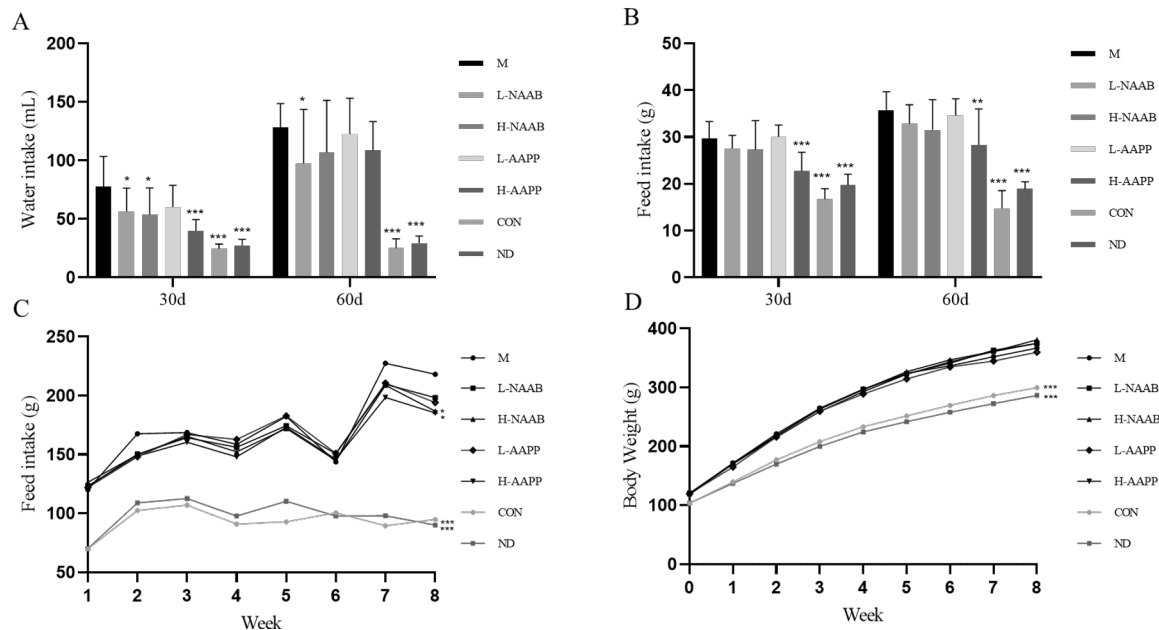 A
Water intake (mL)
200
150
100
50
0
* * *** *** ***
* *** ***
30d 60d
M
L-NAAB
H-NAAB
L-AAPP
H-AAPP
CON
ND
B
Feed intake (g)
50
40
30
20
10
0
*** *** ***
** *** ***
30d 60d
M
L-NAAB
H-NAAB
L-AAPP
H-AAPP
CON
ND
C
Feed intake (g)
250
200
150
100
50
1 2 3 4 5 6 7 8
Week
*
*
***
***
M
L-NAAB
H-NAAB
L-AAPP
H-AAPP
CON
ND
D
Body Weight (g)
400
300
200
100
0
0 1 2 3 4 5 6 7 8
Week
***
***
M
L-NAAB
H-NAAB
L-AAPP
H-AAPP
CON
ND